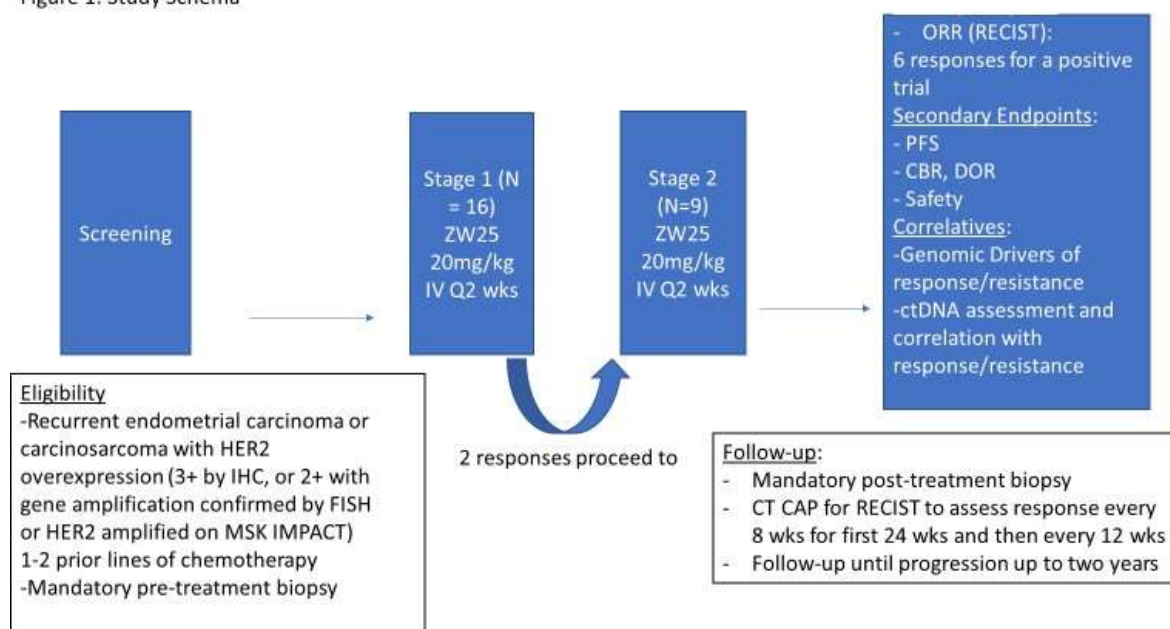 Figure 1: Study Schema
Screening
Eligibility
-Recurrent endometrial carcinoma or
carcinosarcoma with HER2
overexpression (3+ by IHC, or 2+ with
gene amplification confirmed by FISH
or HER2 amplified on MSK IMPACT)
1-2 prior lines of chemotherapy
-Mandatory pre-treatment biopsy
Stage 1 (N
= 16)
ZW25
20mg/kg
IV Q2 wks
2 responses proceed to
Stage 2
(N=9)
ZW25
20mg/kg
IV Q2 wks
- ORR (RECIST):
6 responses for a positive
trial
Secondary Endpoints:
- PFS
- CBR, DOR
- Safety
Correlatives:
-Genomic Drivers of
response/resistance
-ctDNA assessment and
correlation with
response/resistance
Follow-up:
- Mandatory post-treatment biopsy
- CT CAP for RECIST to assess response every
8 wks for first 24 wks and then every 12 wks
- Follow-up until progression up to two years